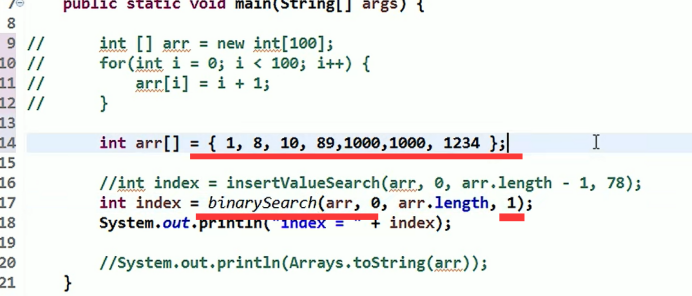 7 public static void main(String[] args) {
8
9 // int [] arr = new int[100];
10 // for(int i = 0; i < 100; i++) {
11 // arr[i] = i + 1;
12 // }
13
14 int arr[] = { 1, 8, 10, 89,1000,1000, 1234 };
15
16 //int index = insertValueSearch(arr, 0, arr.length - 1, 78);
17 int index = binarySearch(arr, 0, arr.length, 1);
18 System.out.println("index = " + index);
19
20 //System.out.println(Arrays.toString(arr));
21 }